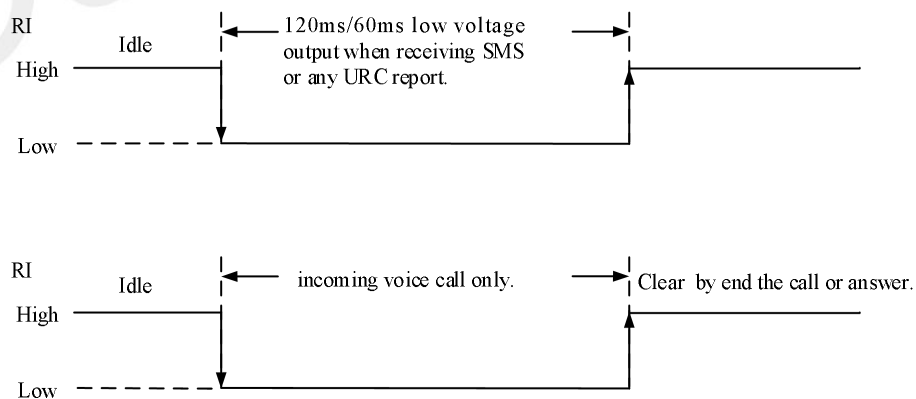 RI
Idle
120ms/60ms low voltage
output when receiving SMS
or any URC report.
High
Low
RI
Idle
incoming voice call only.
Clear by end the call or answer.
High
Low